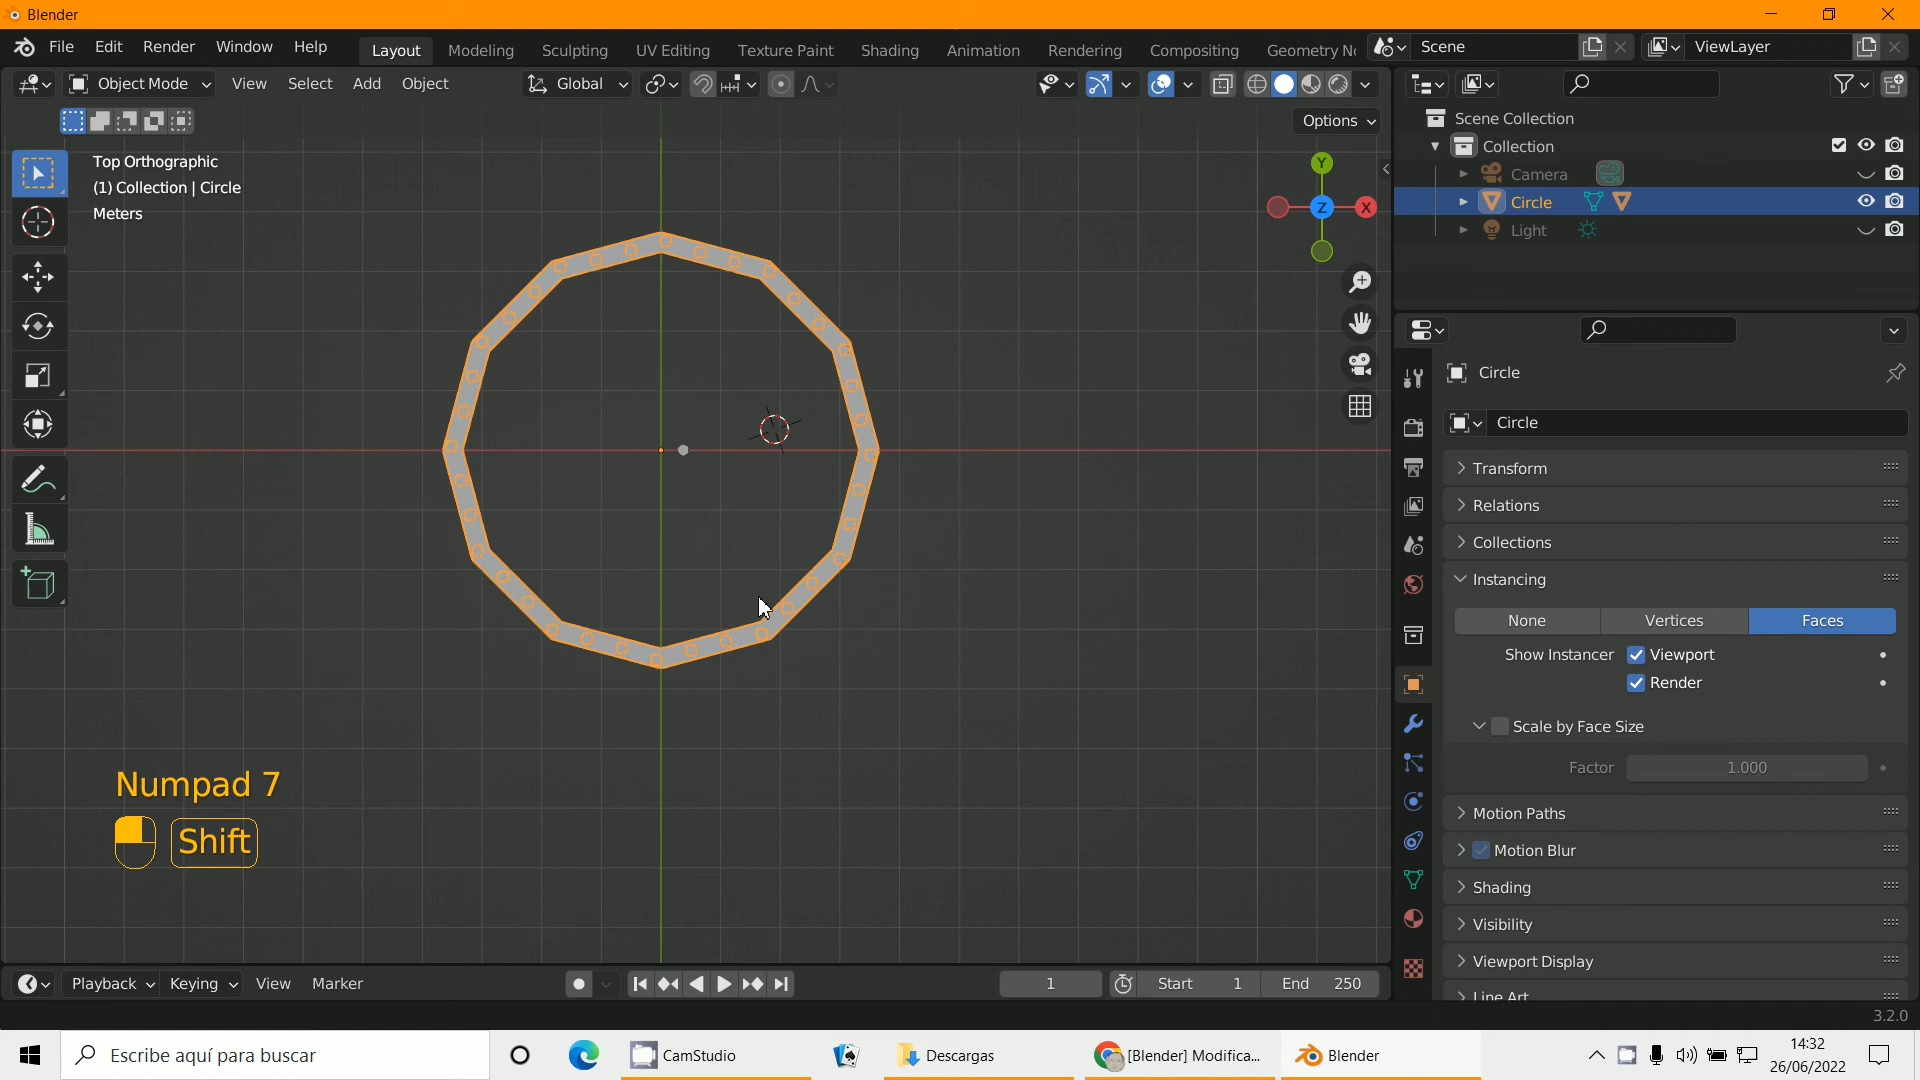 Blender
File Edit Render Window Help Layout Modeling Sculpting UV Editing Texture Paint Shading Animation Rendering Compositing Geometry No Scene ViewLayer
Object Mode View Select Add Object Global
Options
Top Orthographic
(1) Collection | Circle
Meters
Y
X
Z
Scene Collection
Collection
Camera
Circle
Light
Circle
Circle
Transform
Relations
Collections
Instancing
None Vertices Faces
Show Instancer Viewport
Render
Scale by Face Size
Factor 1.000
Motion Paths
Motion Blur
Shading
Visibility
Viewport Display
Line Art
Numpad 7
Shift
Playback Keying View Marker 1 Start 1 End 250
3.2.0
Escribe aquí para buscar CamStudio Descargas [Blender] Modifica... Blender
14:32
26/06/2022